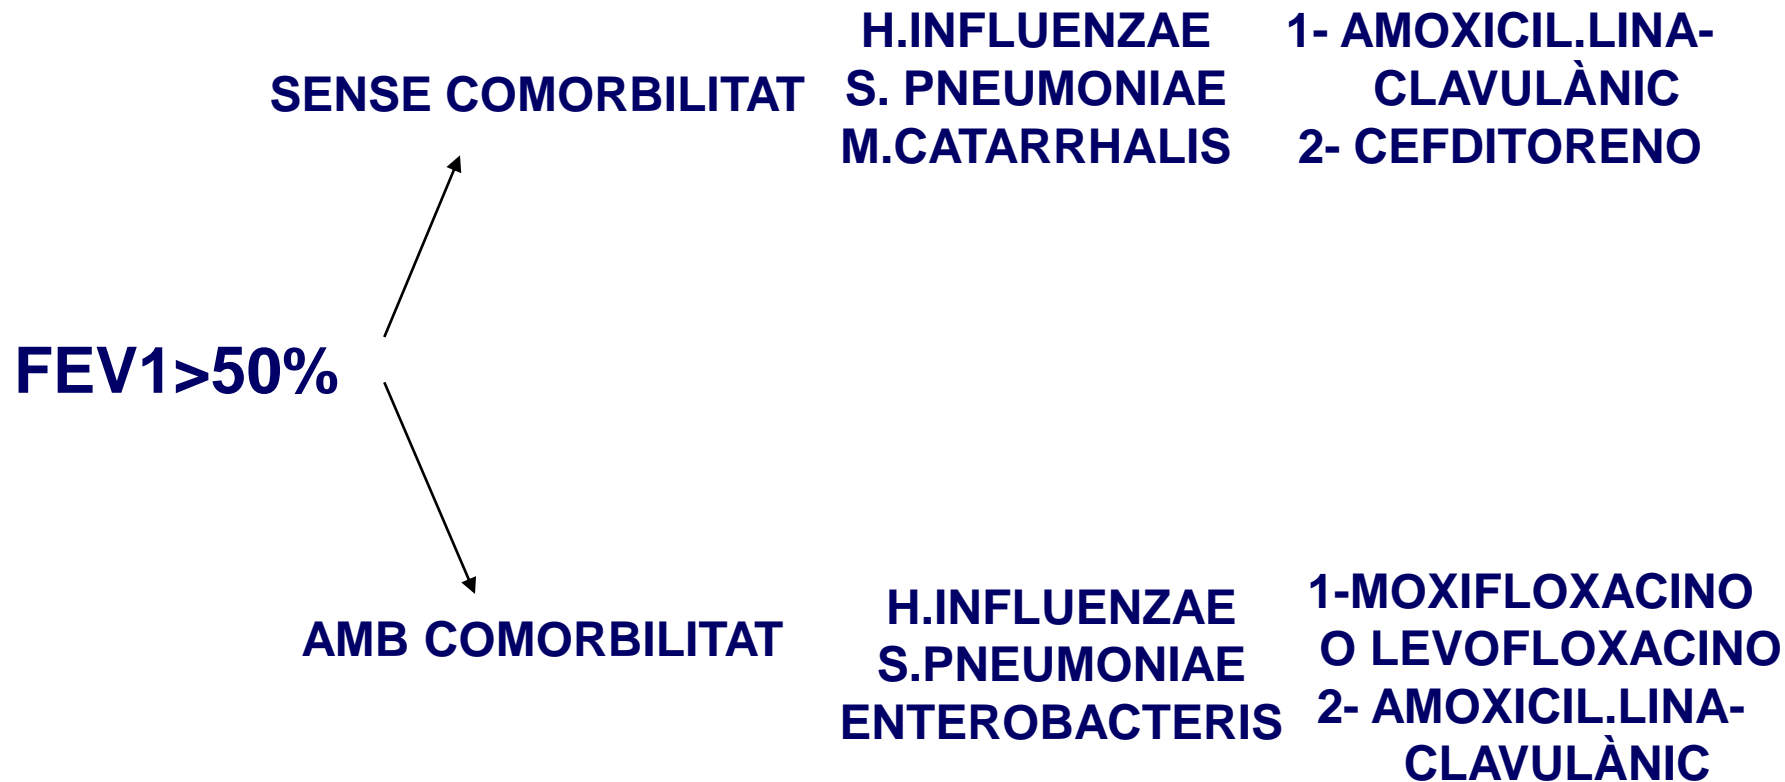 SENSE COMORBILITAT
H.INFLUENZAE
S. PNEUMONIAE
M.CATARRHALIS
1- AMOXICIL.LINA-
CLAVULÀNIC
2- CEFDITORENO
FEV1>50%
AMB COMORBILITAT
H.INFLUENZAE
S.PNEUMONIAE
ENTEROBACTERIS
1-MOXIFLOXACINO
O LEVOFLOXACINO
2- AMOXICIL.LINA-
CLAVULÀNIC